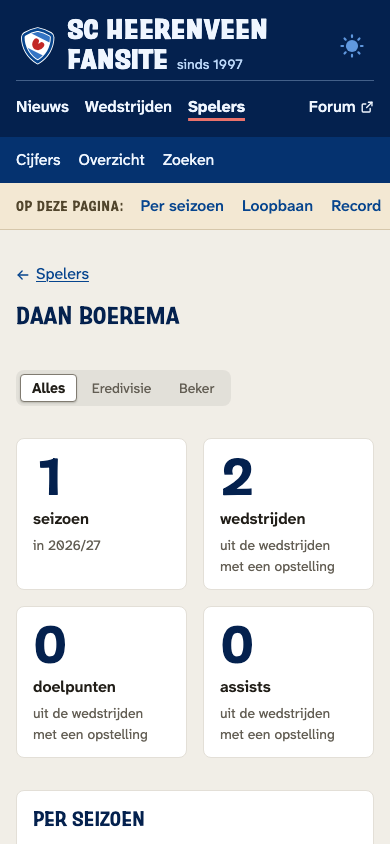 SC HEERENVEEN
FANSITE sinds 1997
Nieuws Wedstrijden Spelers Forum
Cijfers Overzicht Zoeken
OP DEZE PAGINA: Per seizoen Loopbaan Record
← Spelers
DAAN BOEREMA
Alles Eredivisie Beker
1
seizoen
in 2026/27
2
wedstrijden
uit de wedstrijden
met een opstelling
0
doelpunten
uit de wedstrijden
met een opstelling
0
assists
uit de wedstrijden
met een opstelling
PER SEIZOEN